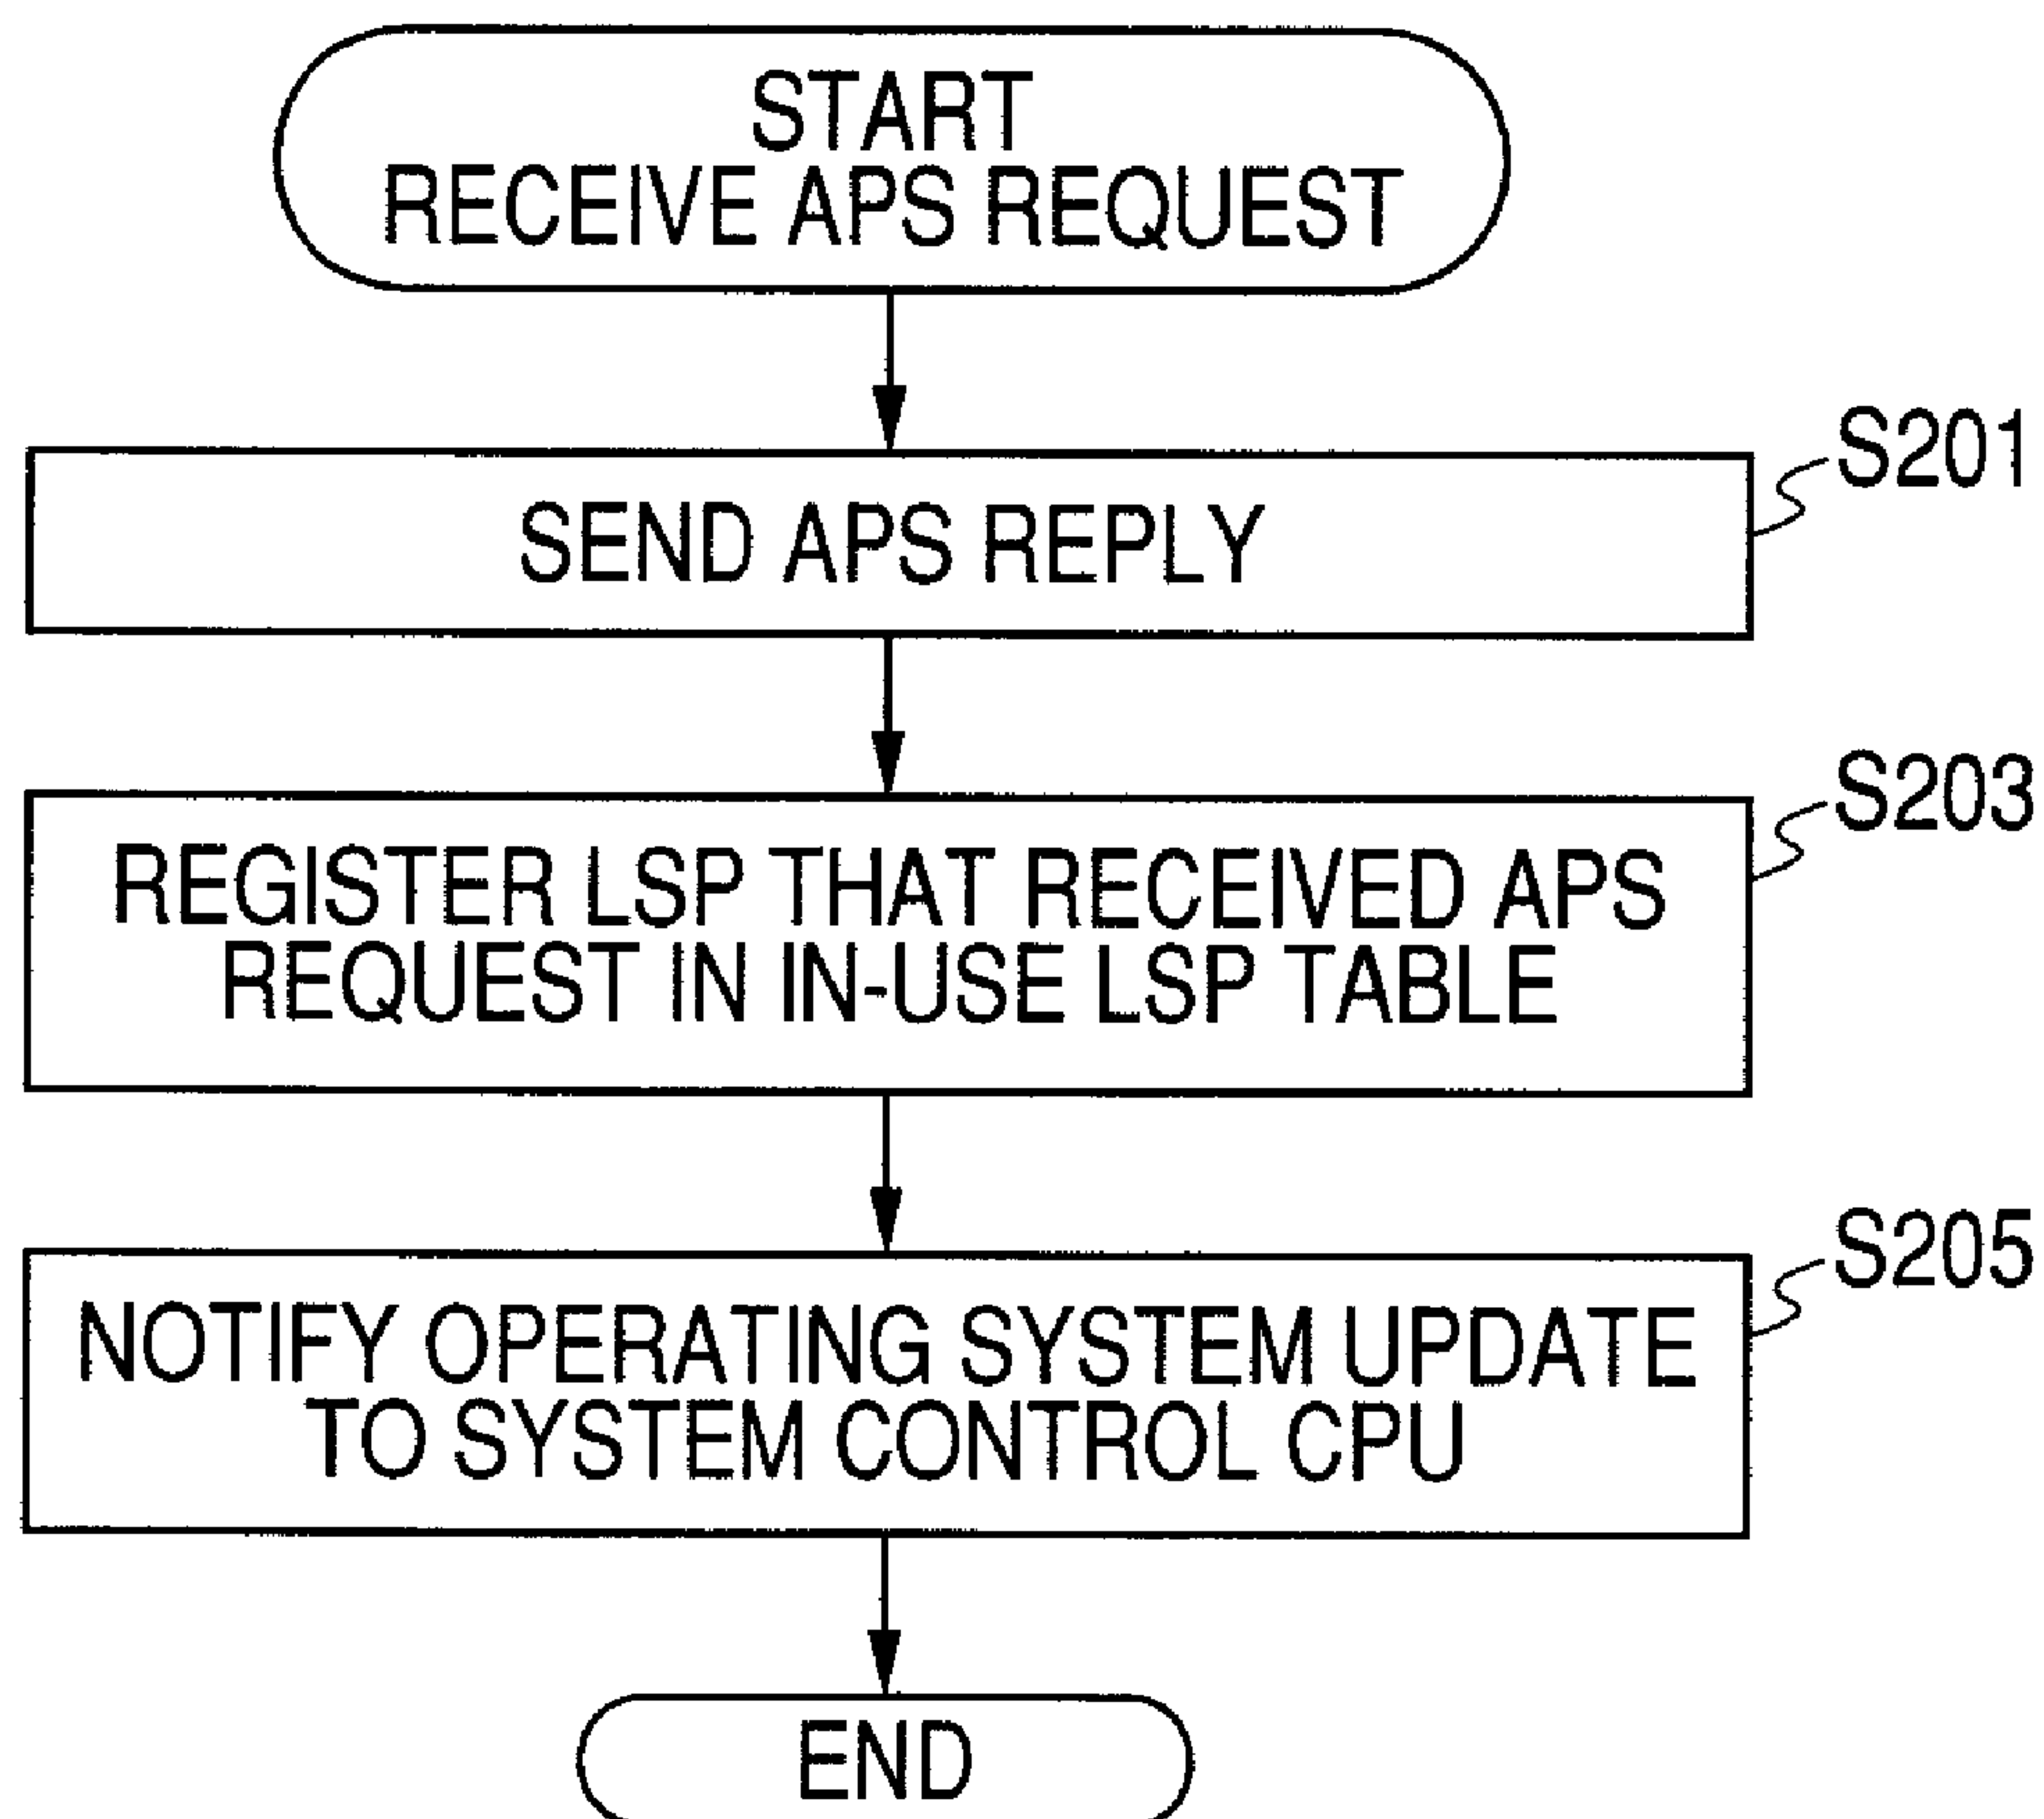 START
RECEIVE APS REQUEST
S201
SEND APS REPLY
S203
REGISTER LSP THAT RECEIVED APS
REQUEST IN IN-USE LSP TABLE
S205
NOTIFY OPERATING SYSTEM UPDATE
TO SYSTEM CONTROL CPU
END